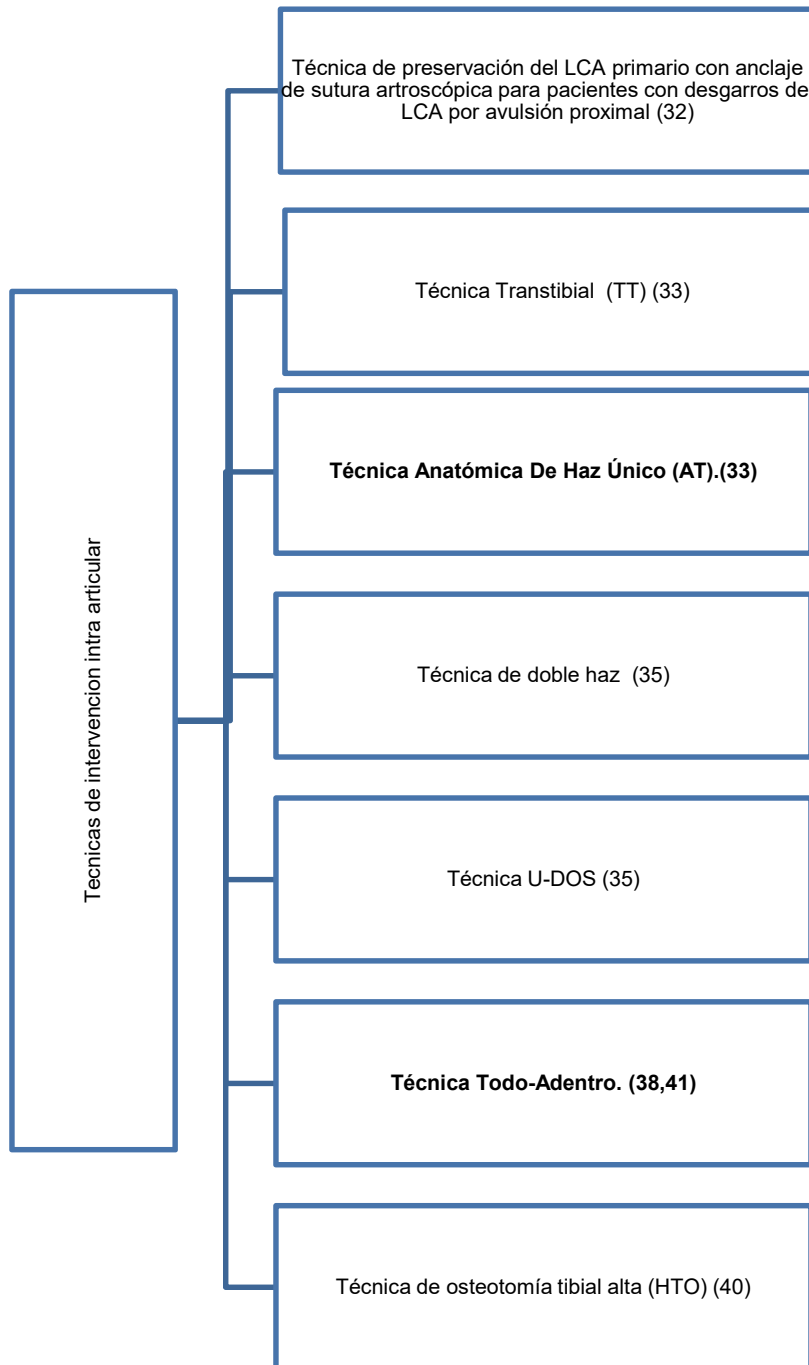 Tecnicas de intervencion intra articular
Técnica de preservación del LCA primario con anclaje
de sutura artroscópica para pacientes con desgarros de
LCA por avulsión proximal (32)
Técnica Transtibial (TT) (33)
Técnica Anatómica De Haz Único (AT).(33)
Técnica de doble haz (35)
Técnica U-DOS (35)
Técnica Todo-Adentro. (38,41)
Técnica de osteotomía tibial alta (HTO) (40)